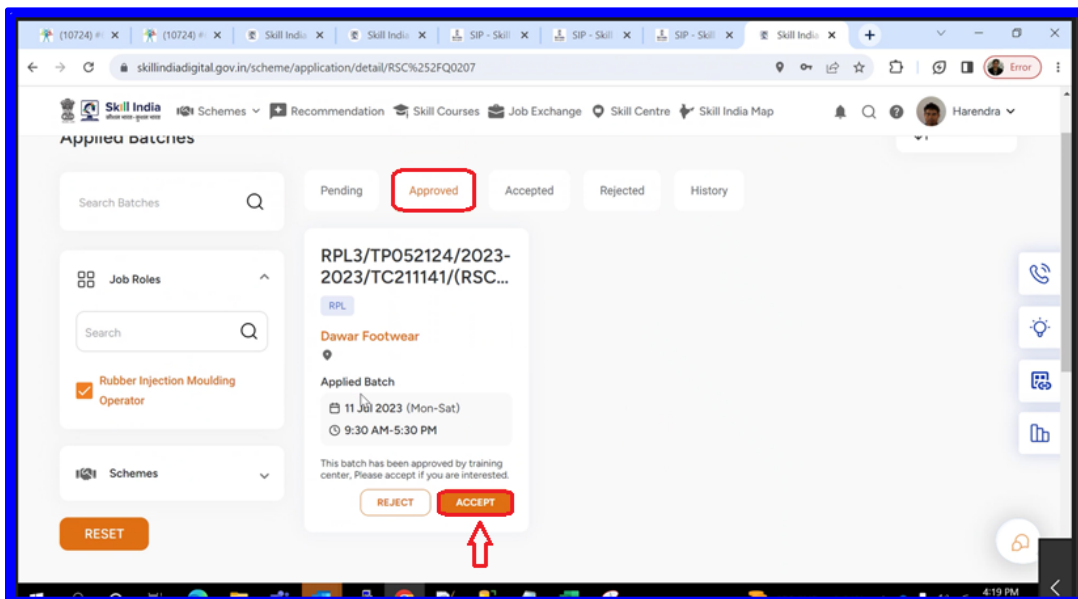 (10724)
(10724)
Skill India
Skill India
SIP - Skill
SIP - Skill
SIP - Skill
Skill India
skillindiadigital.gov.in/scheme/application/detail/RSC%252FQ0207
Error
Skill India
कौशल भारत - कुशल भारत
Schemes
Recommendation
Skill Courses
Job Exchange
Skill Centre
Skill India Map
Harendra
Applied Batches
Search Batches
Pending
Approved
Accepted
Rejected
History
Job Roles
Search
Rubber Injection Moulding
Operator
Schemes
RESET
RPL3/TP052124/2023-
2023/TC211141/(RSC...
RPL
Dawar Footwear
Applied Batch
11 Jul 2023 (Mon-Sat)
9:30 AM-5:30 PM
This batch has been approved by training
center, Please accept if you are interested.
REJECT
ACCEPT
4:19 PM